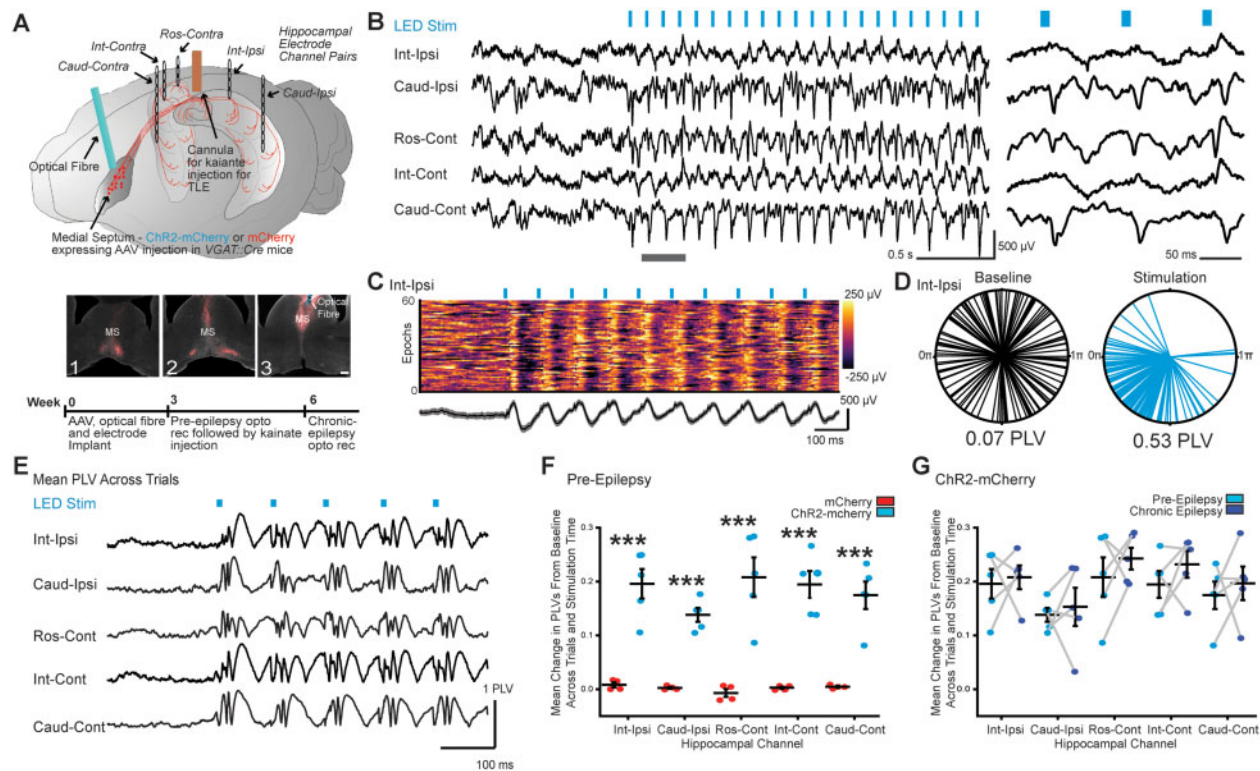 A
Hippocampal
Electrode
Channel
Pairs
Ros-Contra
Int-Contra
Caud-Contra
Int-Ipsi
Caud-Ipsi
Optical Fibre
Cannula
for kaiante
injection for
TLE
Medial Septum - ChR2-mCherry or mCherry
expressing AAV injection in VGAT::Cre mice
MS
1
MS
2
Optical
Fibre
MS
3
Week 0 3 6
AAV, optical fibre
and electrode
Implant
Pre-epilepsy opto
rec followed by kainate
injection
Chronic-
epilepsy
opto rec
B
LED Stim
Int-Ipsi
Caud-Ipsi
Ros-Cont
Int-Cont
Caud-Cont
0.5 s
500 µV
50 ms
C
Int-Ipsi
60
Epochs
0
250 µV
-250 µV
500 µV
100 ms
D
Int-Ipsi
Baseline
Stimulation
0π
1π
0π
1π
0.07 PLV
0.53 PLV
E
Mean PLV Across Trials
LED Stim
Int-Ipsi
Caud-Ipsi
Ros-Cont
Int-Cont
Caud-Cont
1 PLV
100 ms
F
Pre-Epilepsy
mCherry
ChR2-mcherry
Mean Change in PLVs From Baseline
Across Trials and Stimulation Time
0.3
0.2
0.1
0.0
***
***
***
***
***
Int-Ipsi Caud-Ipsi Ros-Cont Int-Cont Caud-Cont
Hippocampal Channel
G
ChR2-mCherry
Pre-Epilepsy
Chronic Epilepsy
Mean Change in PLVs From Baseline
Across Trials and Stimulation Time
0.3
0.2
0.1
0.0
Int-Ipsi Caud-Ipsi Ros-Cont Int-Cont Caud-Cont
Hippocampal Channel